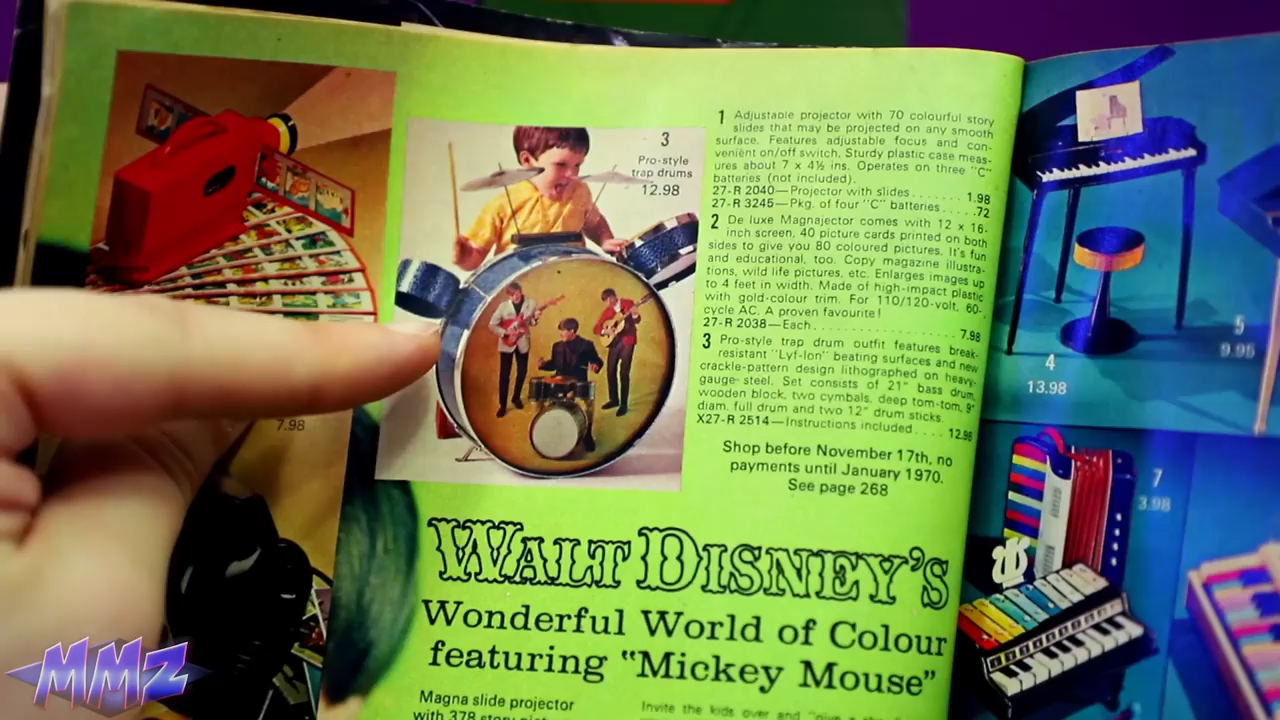 3
Pro-style
trap drums
12.98
1 Adjustable projector with 70 colourful story
slides that may be projected on any smooth
surface. Features adjustable focus and con-
venient on/off switch. Sturdy plastic case meas-
ures about 7 x 4½ ins. Operates on three "C"
batteries (not included).
27-R 2040—Projector with slides....... 1.98
27-R 3245—Pkg. of four "C" batteries..... .72
2 De luxe Magnajector comes with 12 x 16-
inch screen, 40 picture cards printed on both
sides to give you 80 coloured pictures. It's fun
and educational, too. Copy magazine illustra-
tions, wild life pictures, etc. Enlarges images up
to 4 feet in width. Made of high-impact plastic
with gold-colour trim. For 110/120-volt, 60-
cycle AC. A proven favourite!
27-R 2038—Each.................. 7.98
3 Pro-style trap drum outfit features break-
resistant "Lyf-lon" beating surfaces and new
crackle-pattern design lithographed on heavy-
gauge steel. Set consists of 21" bass drum,
wooden block, two cymbals, deep tom-tom, 9"
diam. full drum and two 12" drum sticks.
X27-R 2514—Instructions included.... 12.98
Shop before November 17th, no
payments until January 1970.
See page 268
7.98
WALT DISNEY'S
Wonderful World of Colour
featuring "Mickey Mouse"
Magna slide projector
with 378 story
Invite the kids over and
4
13.98
5
9.95
7
3.98
MMZ